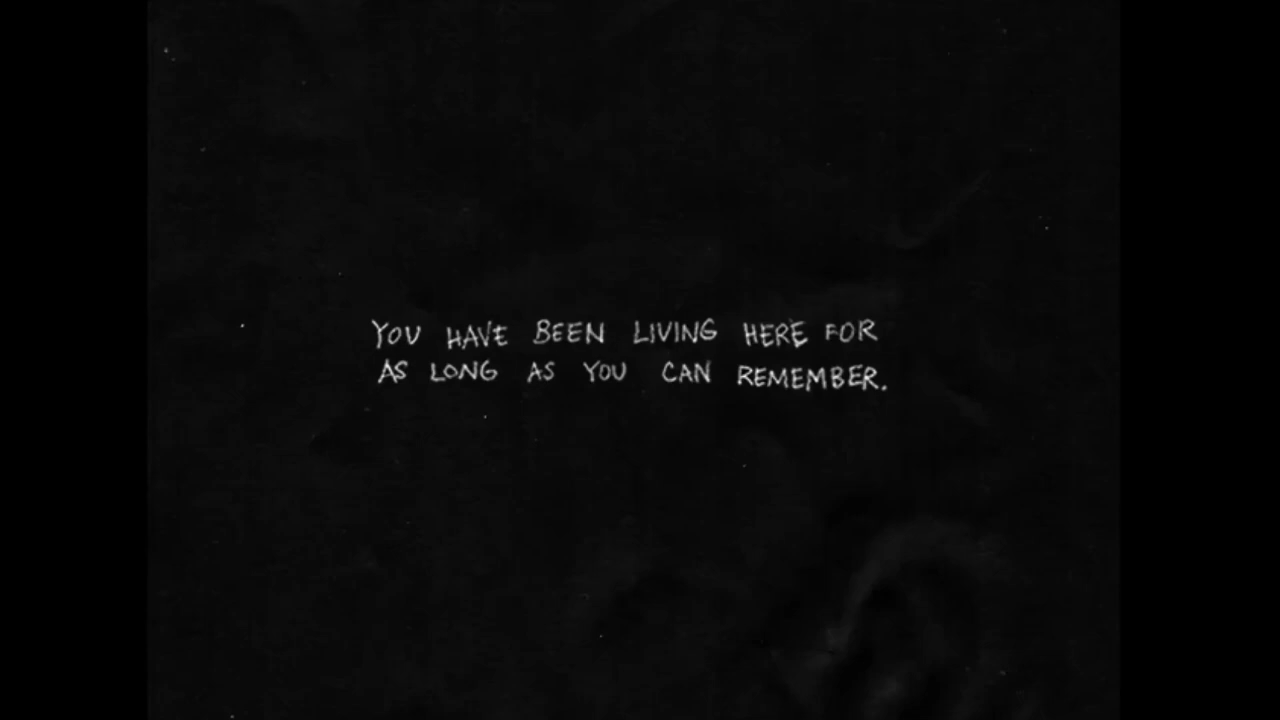 YOU HAVE BEEN LIVING HERE FOR
AS LONG AS YOU CAN REMEMBER.